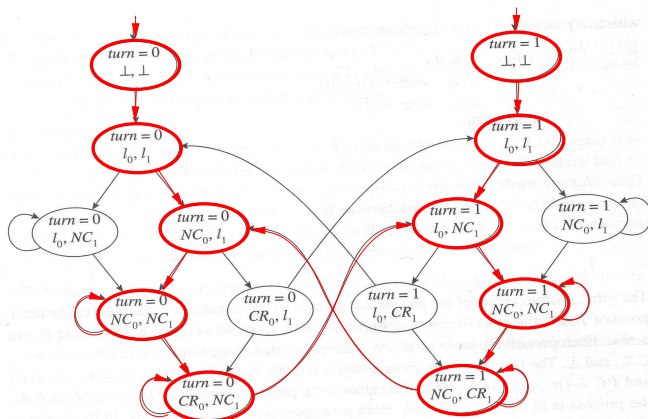 turn = 0
⊥, ⊥
turn = 1
⊥, ⊥
turn = 0
l₀, l₁
turn = 1
l₀, l₁
turn = 0
l₀, NC₁
turn = 0
NC₀, l₁
turn = 1
l₀, NC₁
turn = 1
NC₀, l₁
turn = 0
NC₀, NC₁
turn = 0
CR₀, l₁
turn = 1
l₀, CR₁
turn = 1
NC₀, NC₁
turn = 0
CR₀, NC₁
turn = 1
NC₀, CR₁